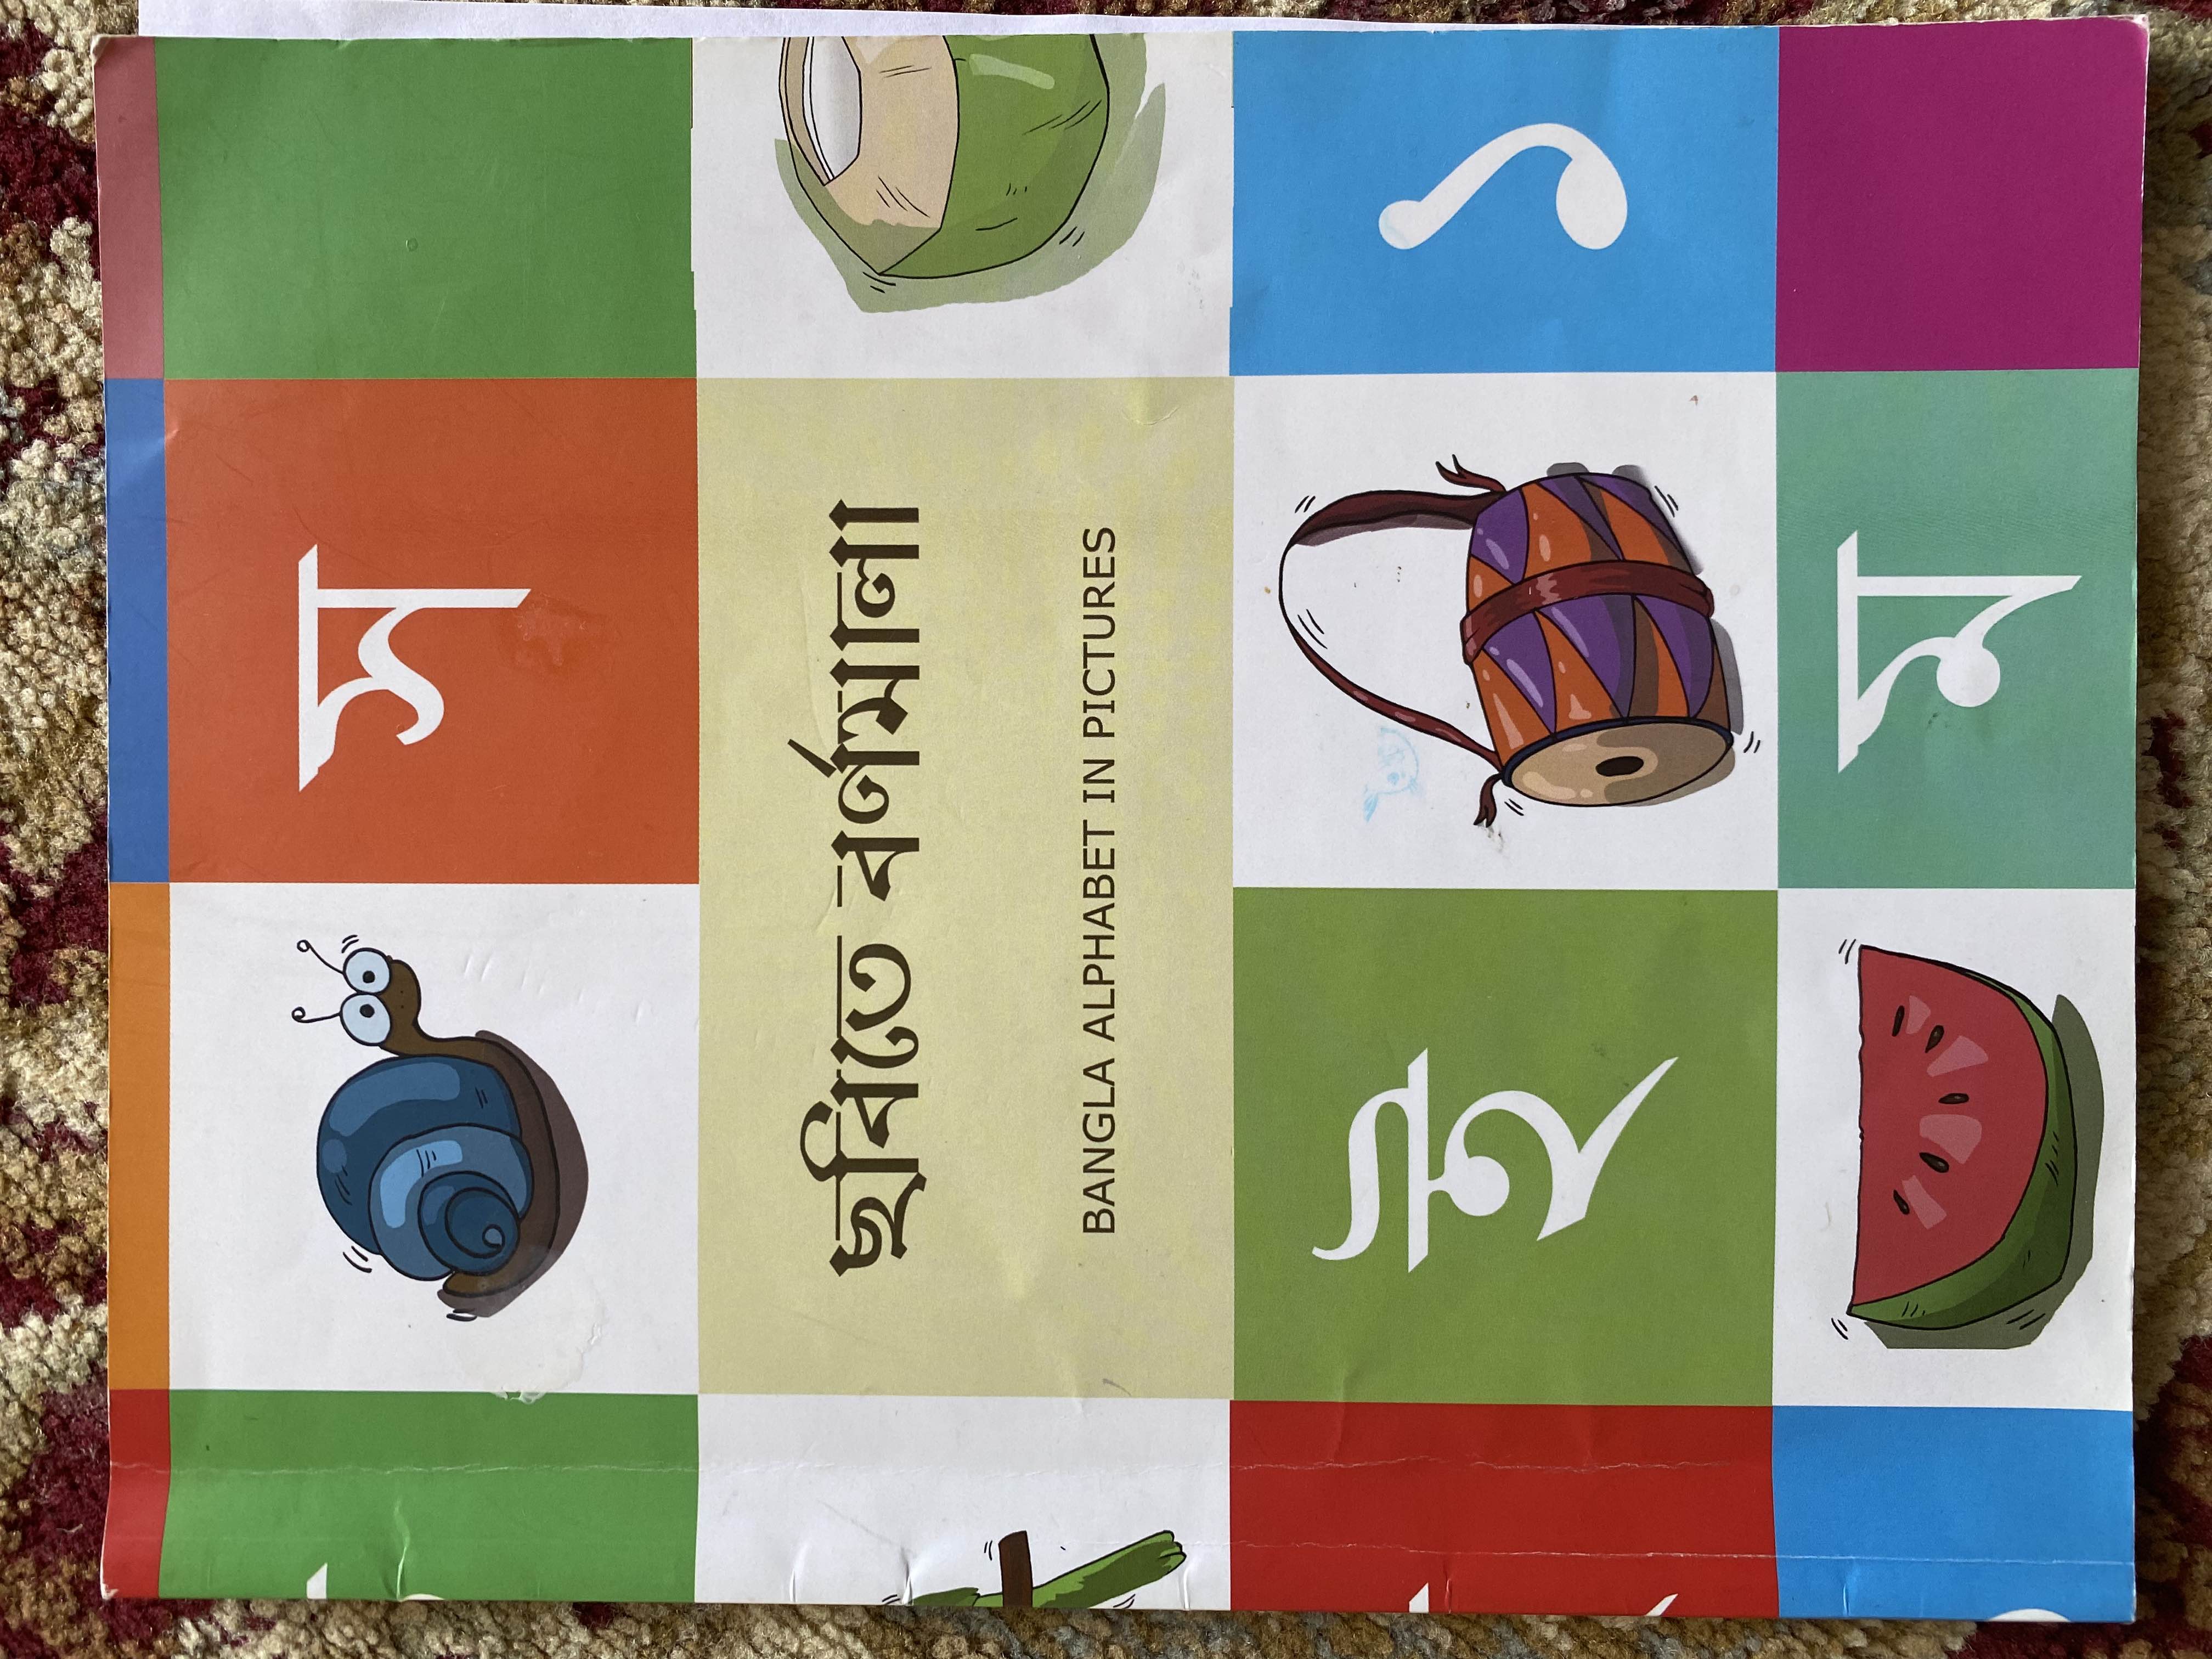 স
ছবিতে বর্ণমালা
BANGLA ALPHABET IN PICTURES
ই
১
ম